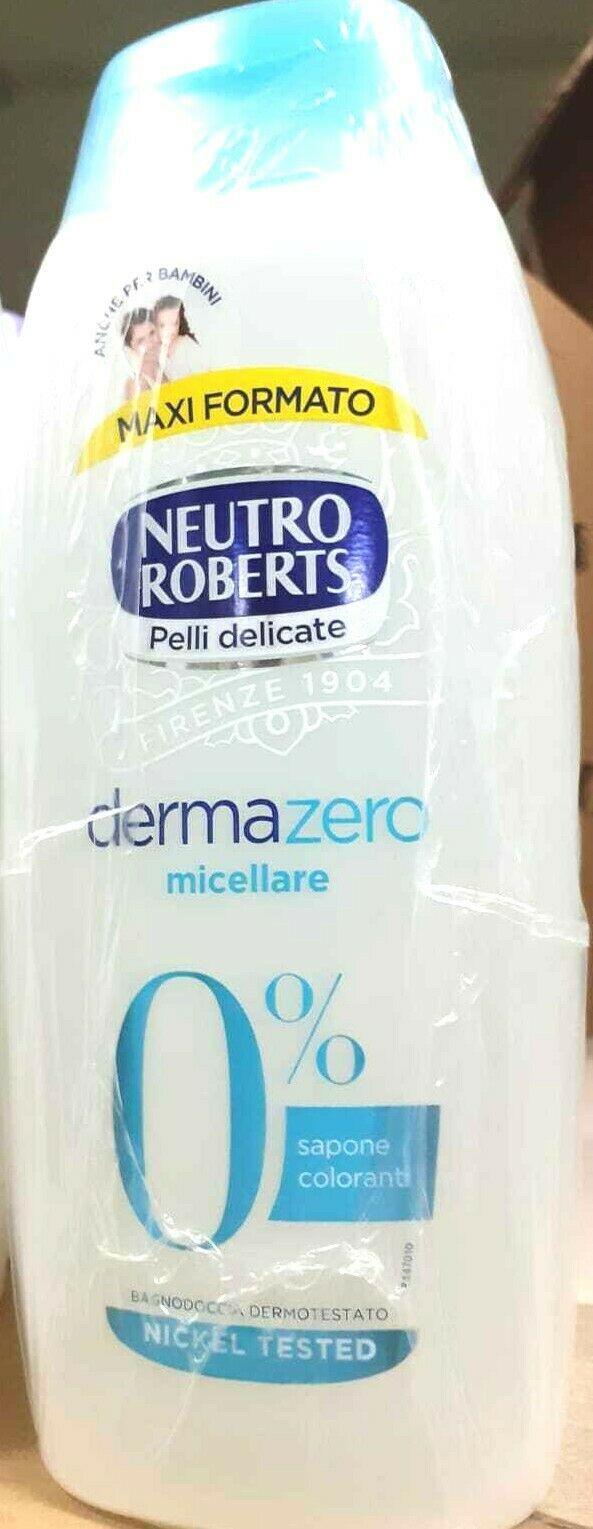 ANCHE PER BAMBINI
MAXI FORMATO
NEUTRO
ROBERTS
Pelli delicate
FIRENZE 1904
dermazero
micellare
0%
sapone
coloranti
BAGNODOCCIA DERMOTESTATO
NICKEL TESTED